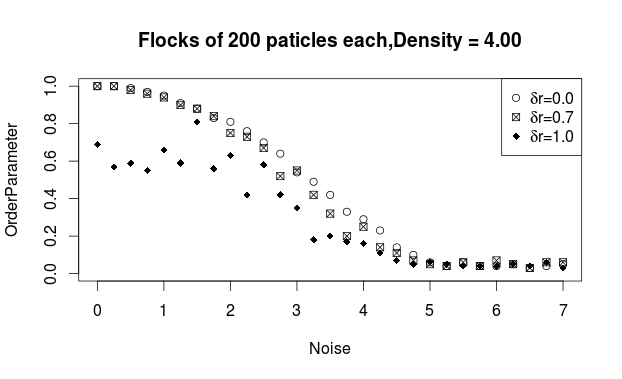 Flocks of 200 paticles each,Density = 4.00
δr=0.0
δr=0.7
δr=1.0
OrderParameter
1.0
0.8
0.6
0.4
0.2
0.0
0 1 2 3 4 5 6 7
Noise